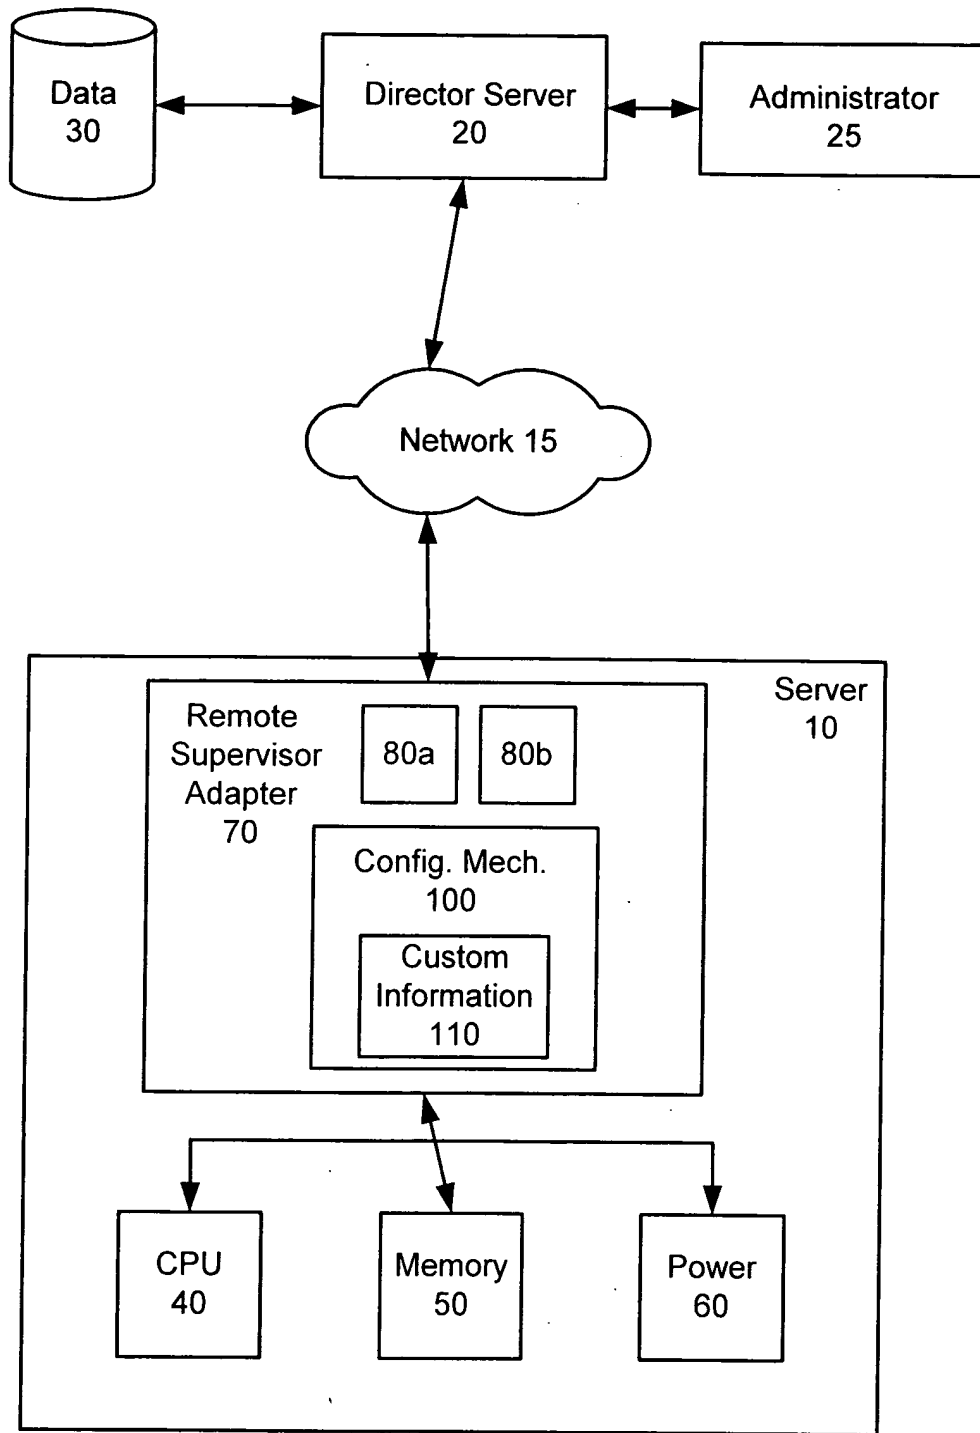 Data
30
Director Server
20
Administrator
25
Network 15
Server
10
Remote
Supervisor
Adapter
70
80a
80b
Config. Mech.
100
Custom
Information
110
CPU
40
Memory
50
Power
60